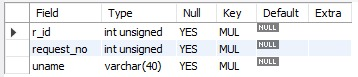 Field Type Null Key Default Extra
r_id int unsigned YES MUL NULL
request_no int unsigned YES MUL NULL
uname varchar(40) YES MUL NULL